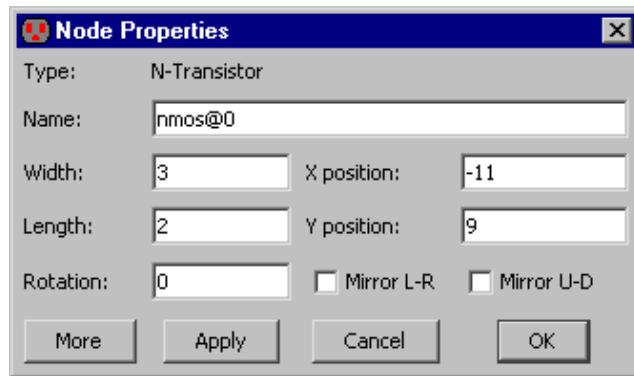 Node Properties
Type: N-Transistor
Name: nmos@0
Width: 3 X position: -11
Length: 2 Y position: 9
Rotation: 0 Mirror L-R Mirror U-D
More Apply Cancel OK